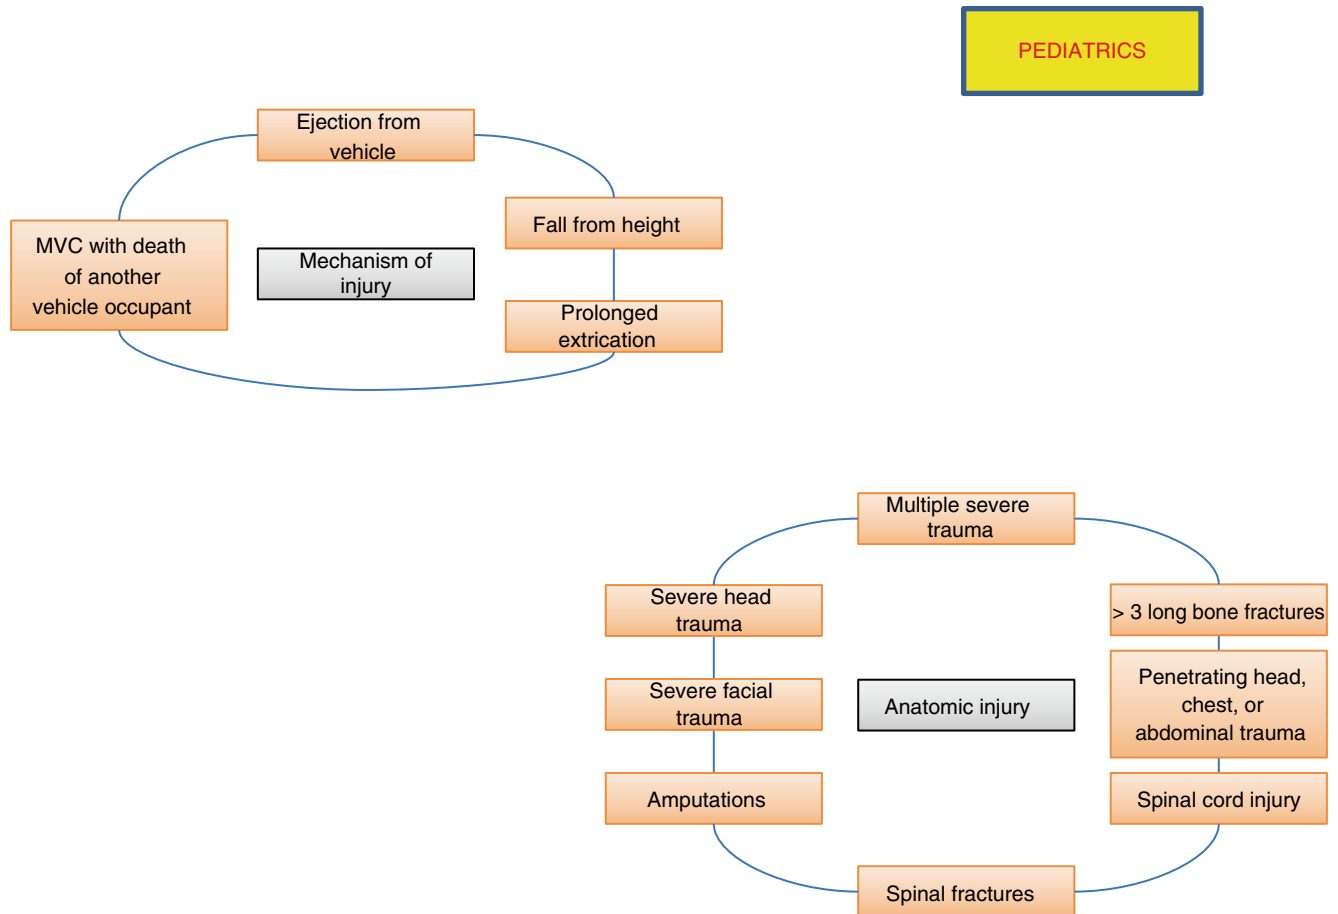 PEDIATRICS
Ejection from
vehicle
Fall from height
MVC with death
of another
vehicle occupant
Mechanism of
injury
Prolonged
extrication
Multiple severe
trauma
Severe head
trauma
> 3 long bone fractures
Severe facial
trauma
Anatomic injury
Penetrating head,
chest, or
abdominal trauma
Amputations
Spinal cord injury
Spinal fractures